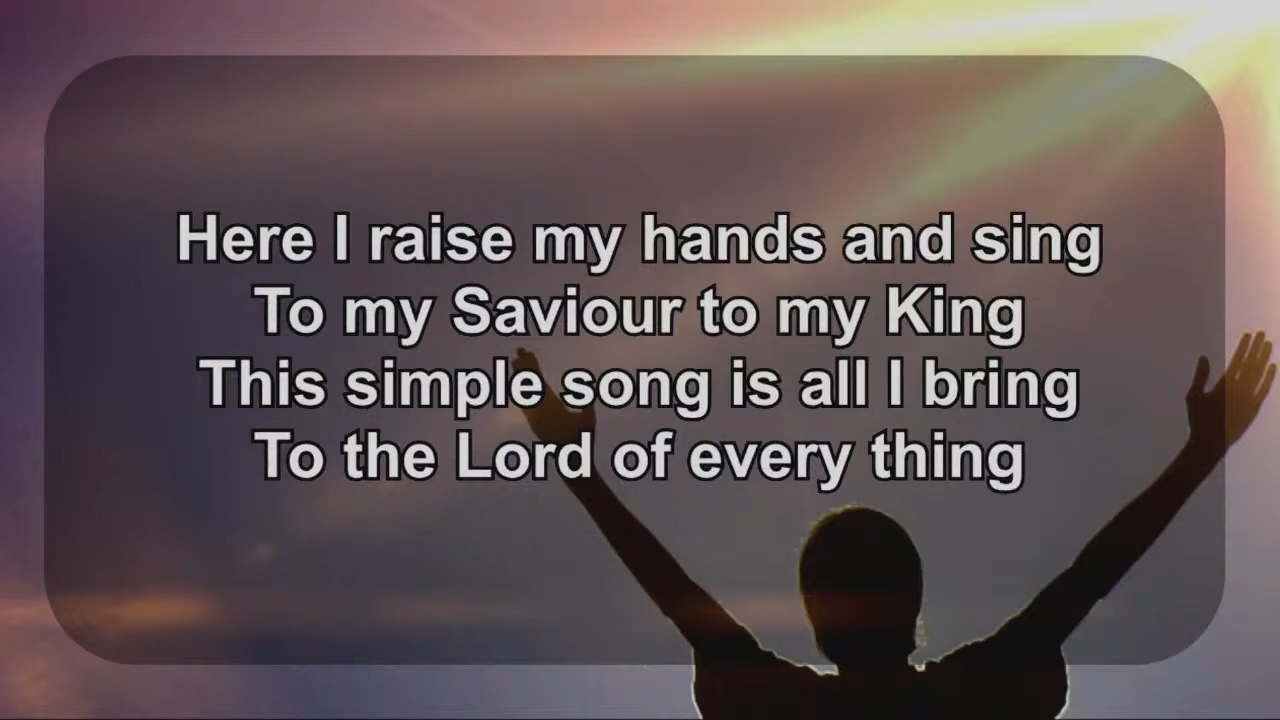 Here I raise my hands and sing
To my Saviour to my King
This simple song is all I bring
To the Lord of every thing